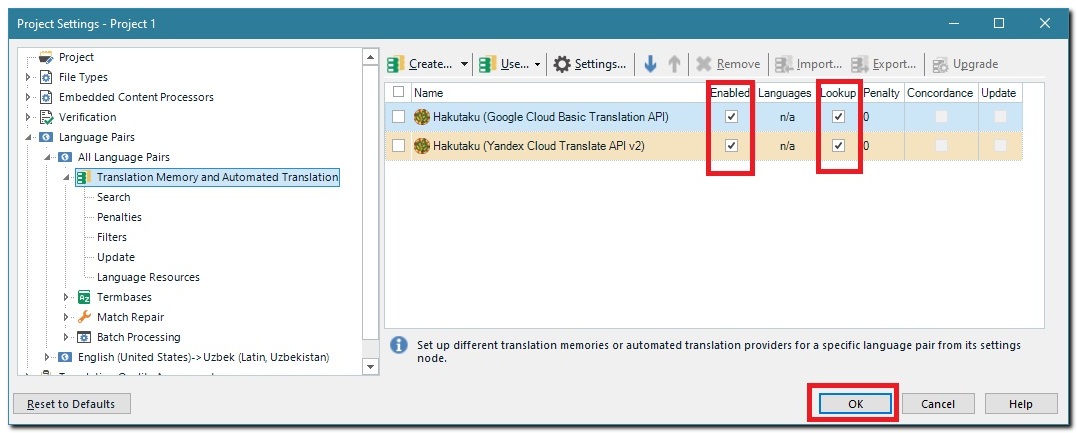 Project Settings - Project 1
Project
File Types
Embedded Content Processors
Verification
Language Pairs
All Language Pairs
Translation Memory and Automated Translation
Search
Penalties
Filters
Update
Language Resources
Termbases
Match Repair
Batch Processing
English (United States)->Uzbek (Latin, Uzbekistan)
Create... Use... Settings... Remove Import... Export... Upgrade
Name Enabled Languages Lookup Penalty Concordance Update
Hakutaku (Google Cloud Basic Translation API) n/a 0
Hakutaku (Yandex Cloud Translate API v2) n/a 0
Set up different translation memories or automated translation providers for a specific language pair from its settings
node.
Reset to Defaults OK Cancel Help